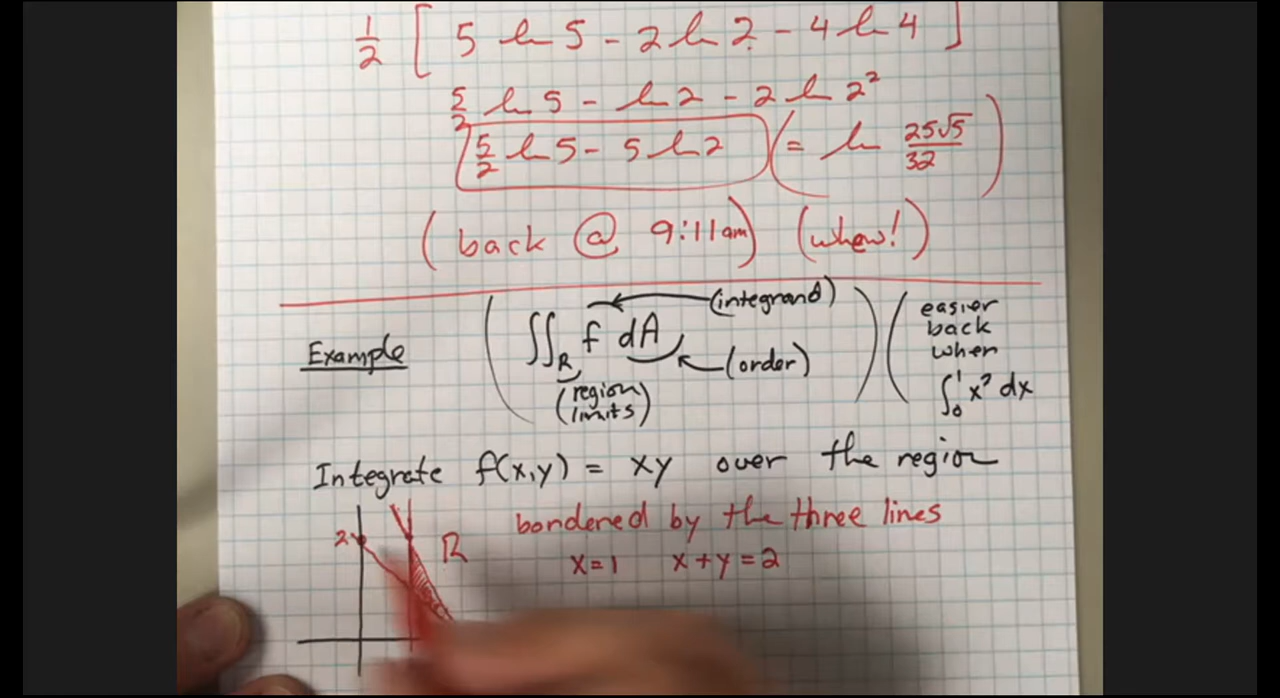 1/2 [ 5 ln 5 - 2 ln 2 - 4 ln 4 ]
5/2 ln 5 - ln 2 - 2 ln 2²
5/2 ln 5 - 5 ln 2 ( = ln 25√5/32 )
( back @ 9:11am ) ( whew! )
Example ( ∬_R f dA (integrand) (order) (region limits) ) ( easier back when ∫₀¹ x² dx
Integrate f(x,y) = xy over the region
bordered by the three lines
2 R x=1 x+y=2